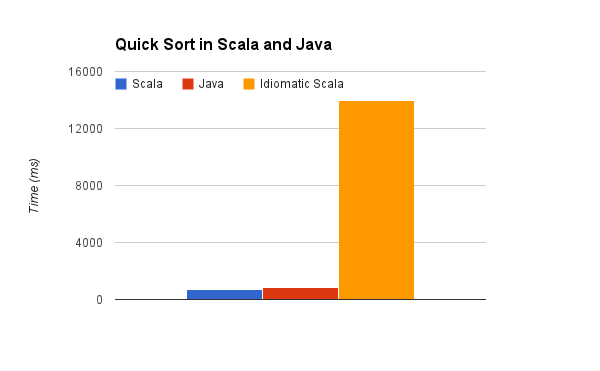 Quick Sort in Scala and Java
16000
Scala Java Idiomatic Scala
12000
8000
Time (ms)
4000
0